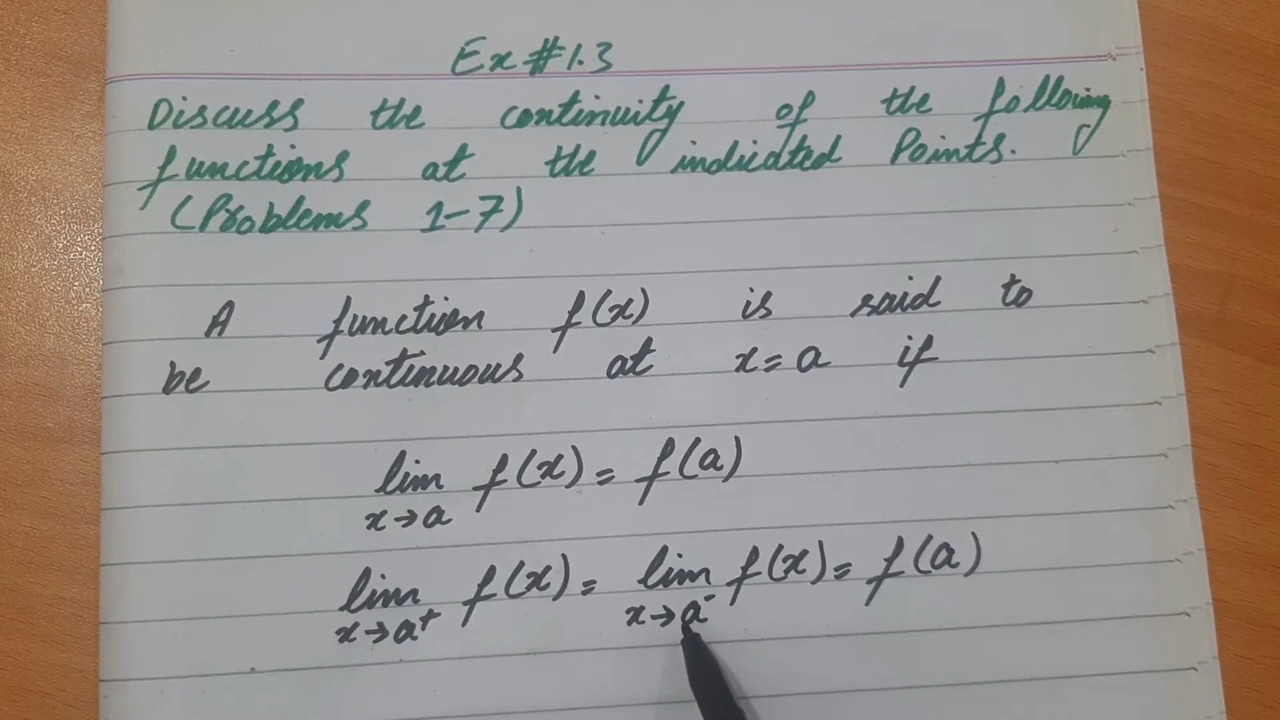 Ex #1.3
Discuss the continuity of the following
functions at the indicated Points.
(Problems 1-7)
A function f(x) is said to
be continuous at x=a if
lim f(x) = f(a)
x→a
lim f(x) = lim f(x) = f(a)
x→a⁺ x→a⁻